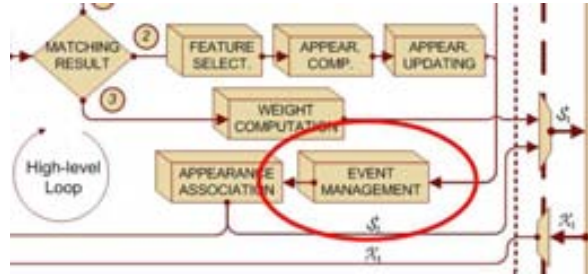 MATCHING
RESULT
2
FEATURE
SELECT.
APPEAR.
COMP.
APPEAR.
UPDATING
3
WEIGHT
COMPUTATION
High-level
Loop
APPEARANCE
ASSOCIATION
EVENT
MANAGEMENT